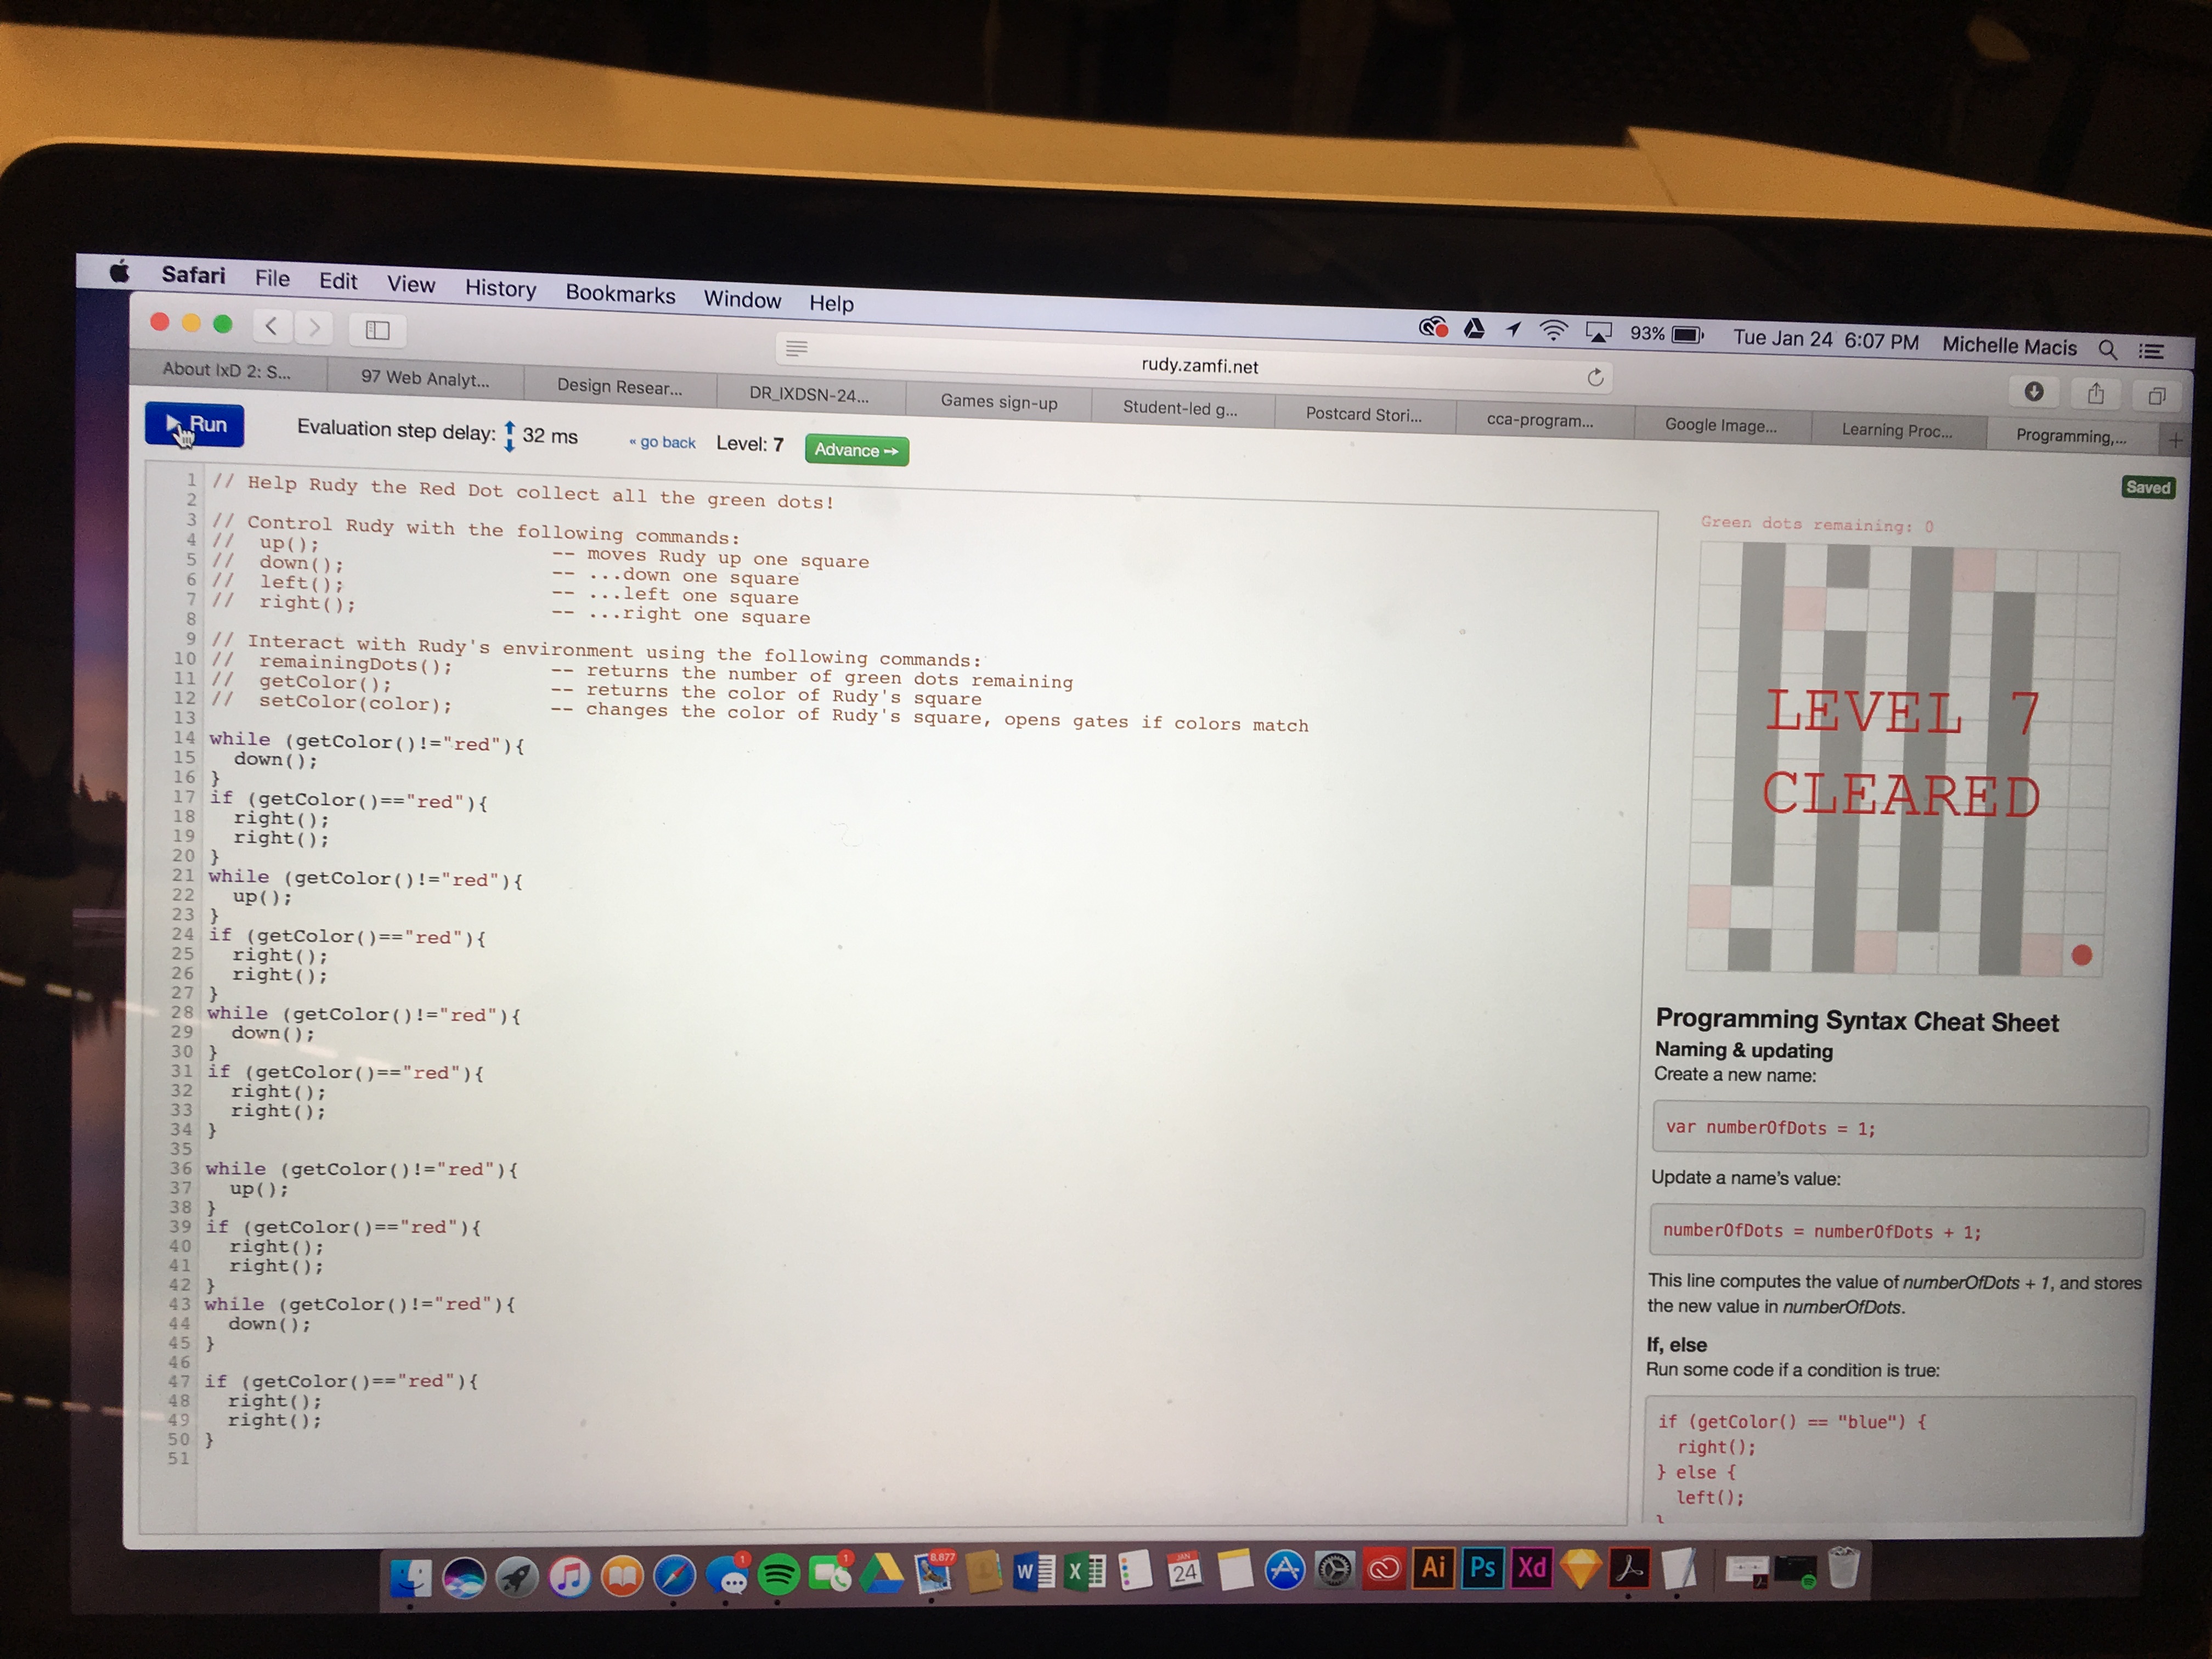 Safari File Edit View History Bookmarks Window Help
93% Tue Jan 24 6:07 PM Michelle Macis
rudy.zamfi.net
About IxD 2: S... 97 Web Analyt... Design Resear... DR_IXDSN-24... Games sign-up Student-led g... Postcard Stori... cca-program... Google Image... Learning Proc... Programming,... +
Run Evaluation step delay: 32 ms « go back Level: 7 Advance →
Saved
1 // Help Rudy the Red Dot collect all the green dots!
2
3 // Control Rudy with the following commands:
4 // up(); -- moves Rudy up one square
5 // down(); -- ...down one square
6 // left(); -- ...left one square
7 // right(); -- ...right one square
8
9 // Interact with Rudy's environment using the following commands:
10 // remainingDots(); -- returns the number of green dots remaining
11 // getColor(); -- returns the color of Rudy's square
12 // setColor(color); -- changes the color of Rudy's square, opens gates if colors match
13
14 while (getColor()!="red"){
15 down();
16 }
17 if (getColor()=="red"){
18 right();
19 right();
20 }
21 while (getColor()!="red"){
22 up();
23 }
24 if (getColor()=="red"){
25 right();
26 right();
27 }
28 while (getColor()!="red"){
29 down();
30 }
31 if (getColor()=="red"){
32 right();
33 right();
34 }
35
36 while (getColor()!="red"){
37 up();
38 }
39 if (getColor()=="red"){
40 right();
41 right();
42 }
43 while (getColor()!="red"){
44 down();
45 }
46
47 if (getColor()=="red"){
48 right();
49 right();
50 }
51
Green dots remaining: 0
LEVEL 7
CLEARED
Programming Syntax Cheat Sheet
Naming & updating
Create a new name:
var numberOfDots = 1;
Update a name's value:
numberOfDots = numberOfDots + 1;
This line computes the value of numberOfDots + 1, and stores
the new value in numberOfDots.
If, else
Run some code if a condition is true:
if (getColor() == "blue") {
right();
} else {
left();
}
1 1 8,877 W X JAN 24 Ai Ps Xd